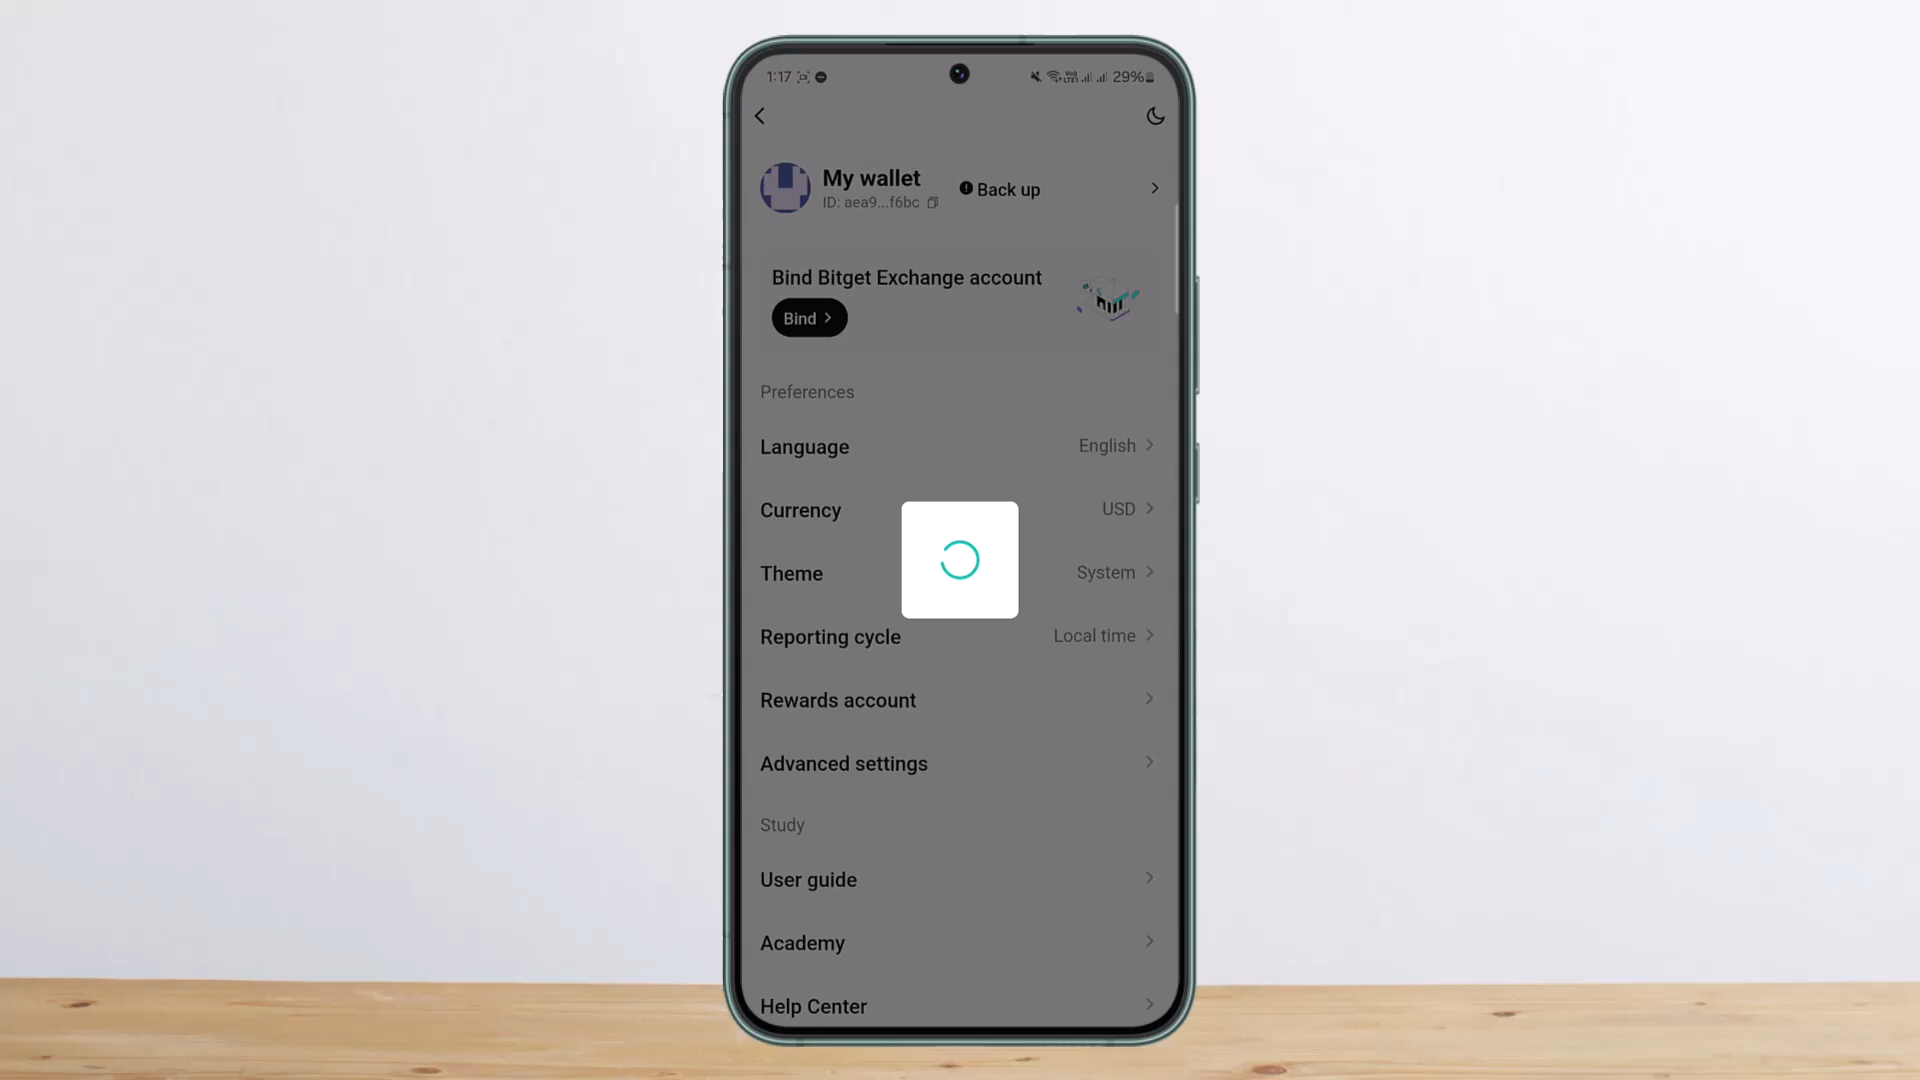 1:17 29%
My wallet
ID: aea9...f6bc
Back up
Bind Bitget Exchange account
Bind
Preferences
Language English
Currency USD
Theme System
Reporting cycle Local time
Rewards account
Advanced settings
Study
User guide
Academy
Help Center